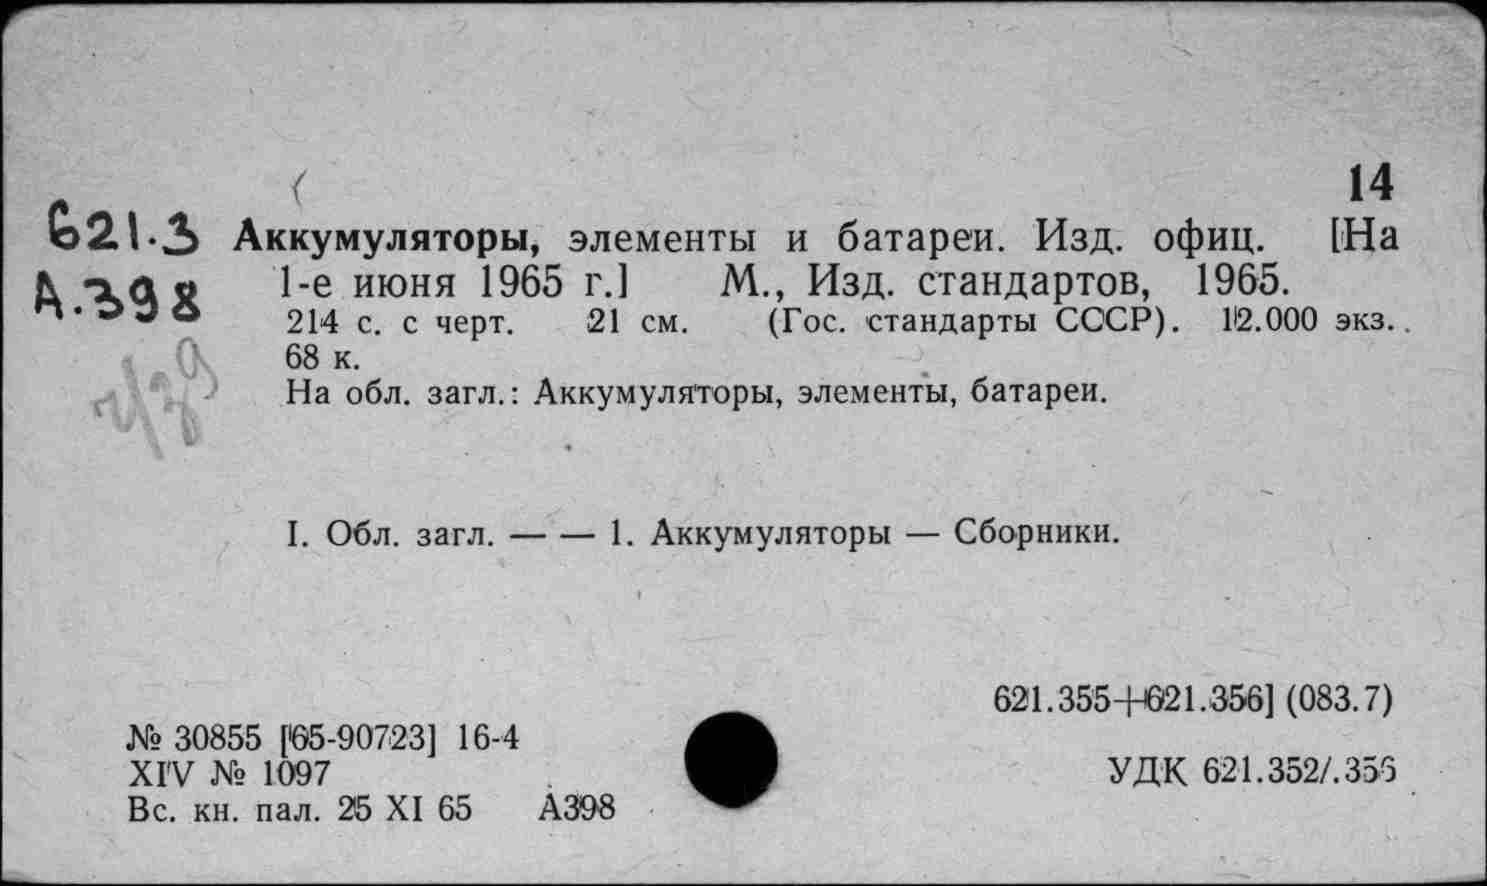 14
621.3 Аккумуляторы, элементы и батареи. Изд. офиц. [На
А.398 1-е июня 1965 г.] М., Изд. стандартов, 1965.
214 с. с черт. 21 см. (Гос. стандарты СССР). 12.000 экз.
68 к.
На обл. загл.: Аккумуляторы, элементы, батареи.
I. Обл. загл. — — 1. Аккумуляторы — Сборники.
621.355+621.356] (083.7)
№ 30855 [65-90723] 16-4
XIV № 1097
УДК 621.352/.356
Вс. кн. пал. 25 XI 65 А398